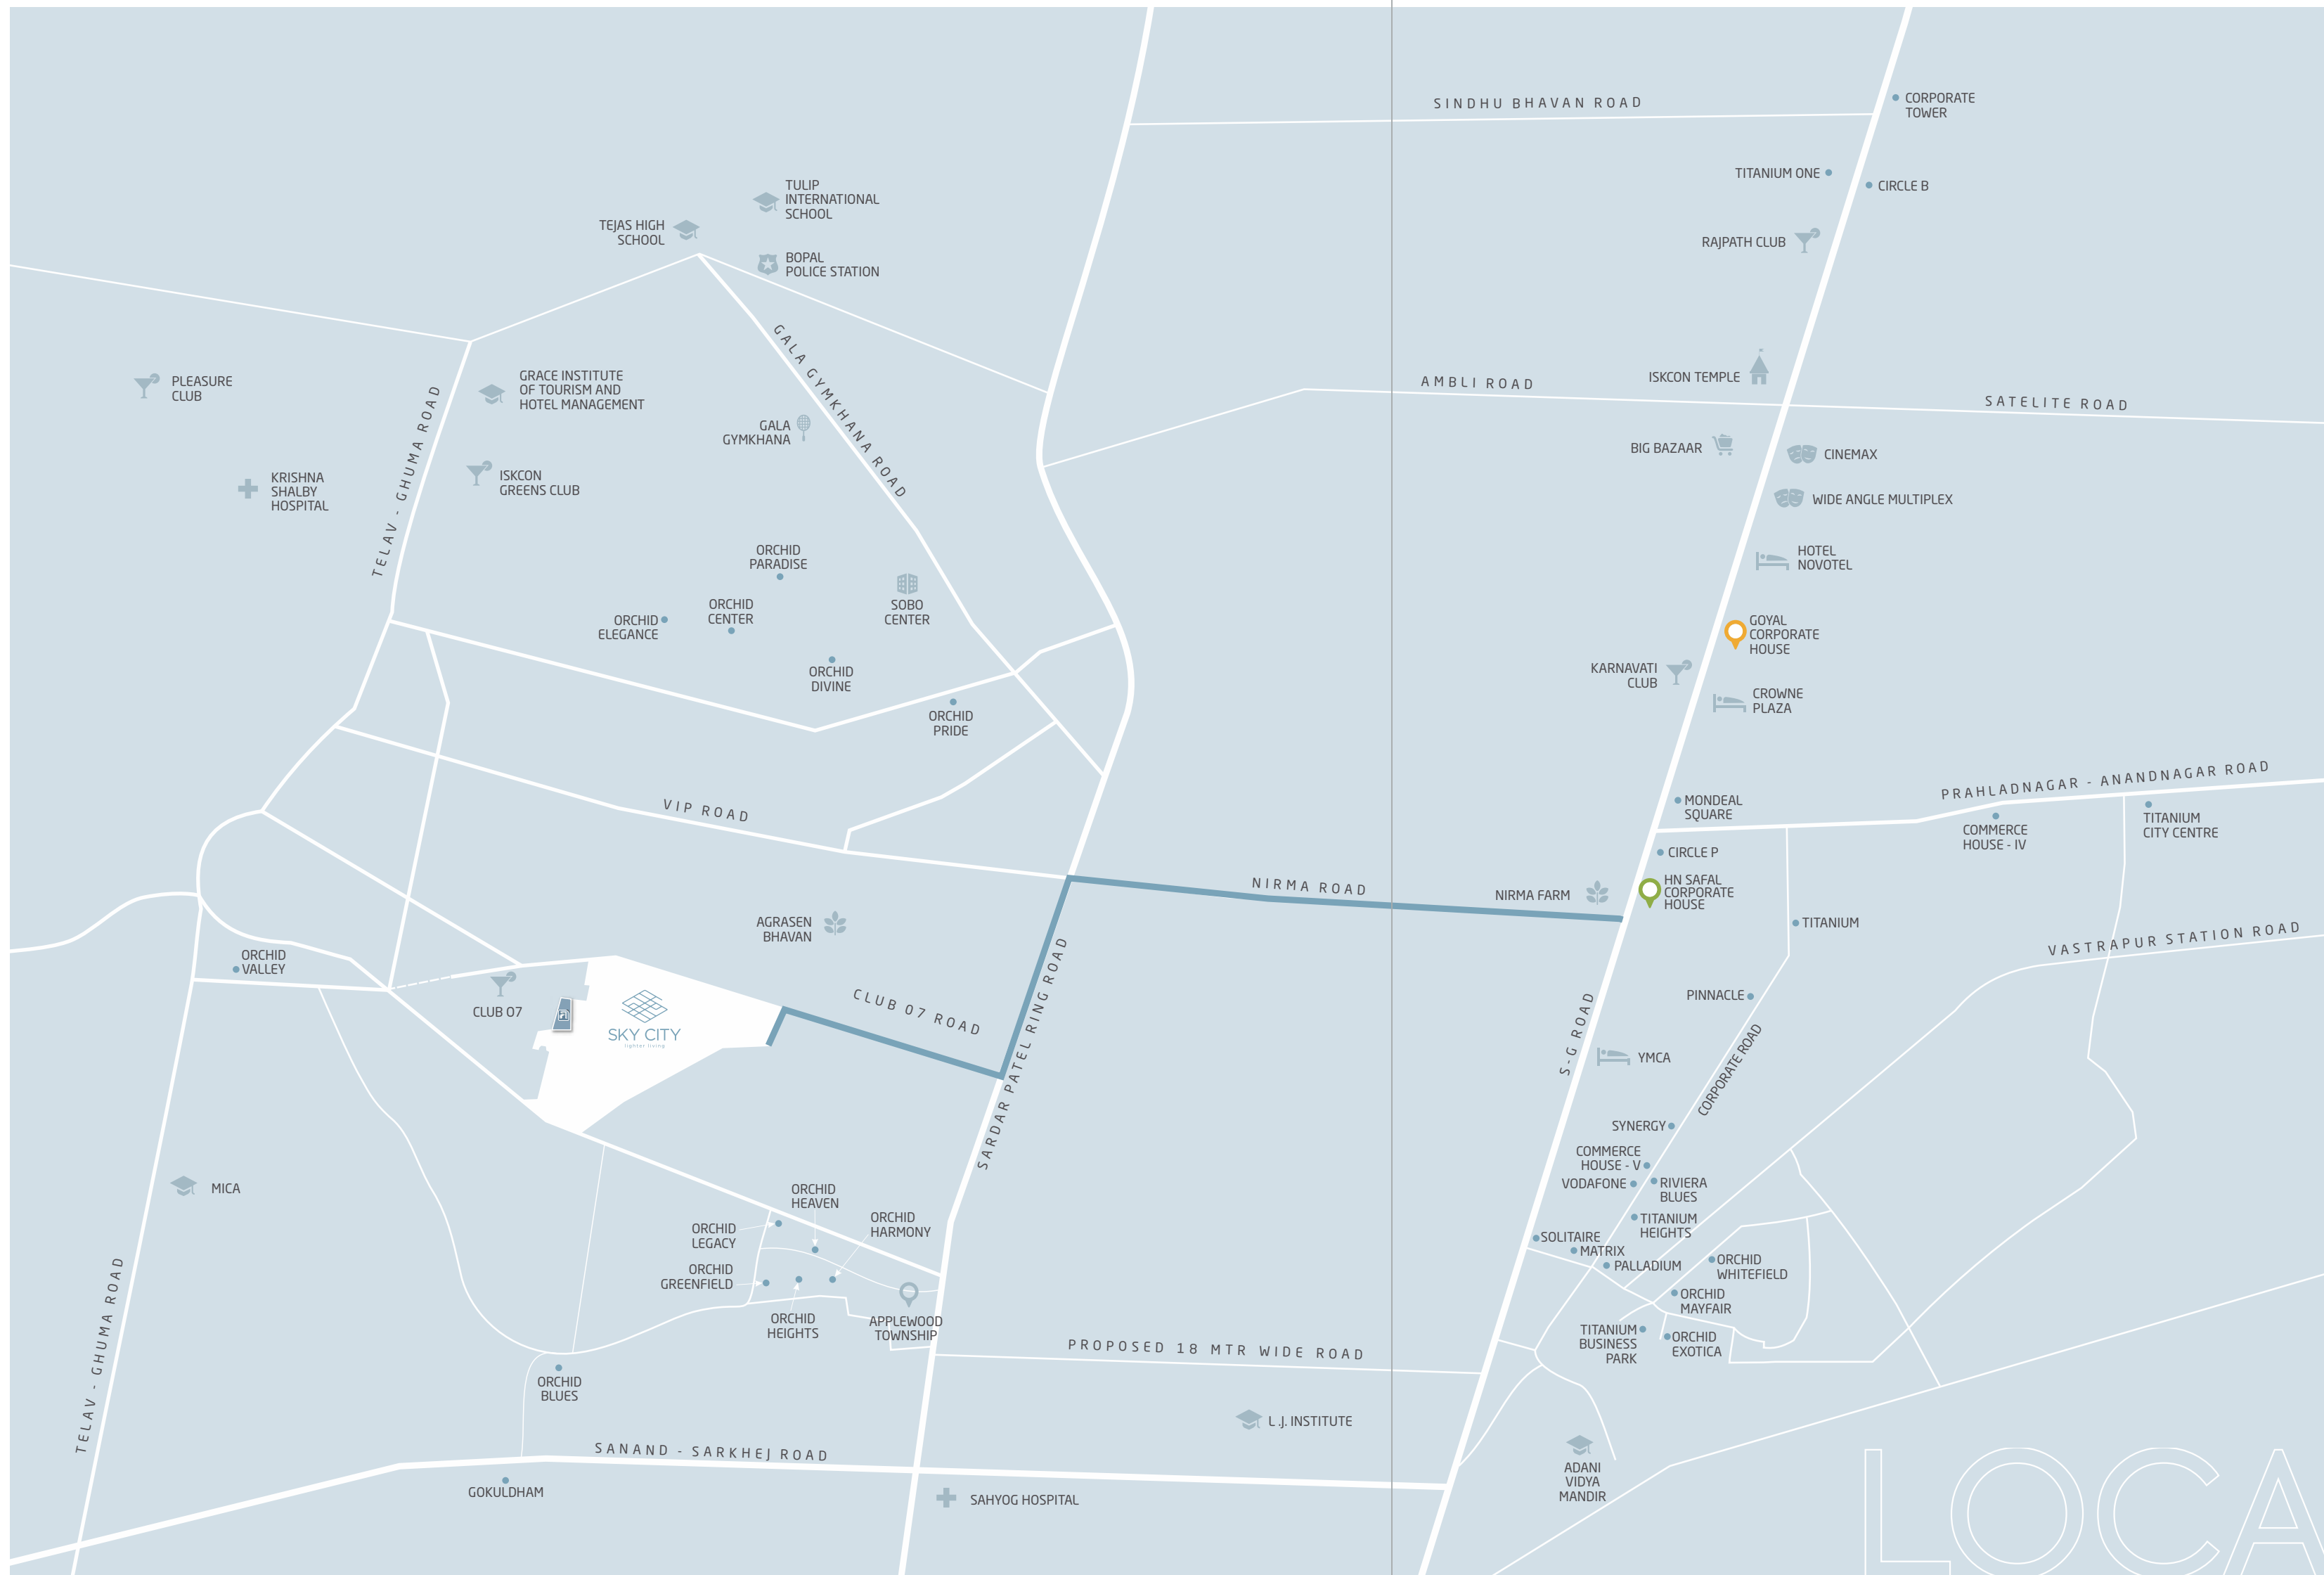 SINDHU BHAVAN ROAD
CORPORATE
TOWER
TITANIUM ONE
CIRCLE B
TULIP
INTERNATIONAL
SCHOOL
TEJAS HIGH
SCHOOL
RAJPATH CLUB
BOPAL
POLICE STATION
GALA GYMKHANA ROAD
PLEASURE
CLUB
GRACE INSTITUTE
OF TOURISM AND
HOTEL MANAGEMENT
TELAV - GHUMA ROAD
ISKCON TEMPLE
AMBLI ROAD
SATELITE ROAD
GALA
GYMKHANA
BIG BAZAAR
CINEMAX
KRISHNA
SHALBY
HOSPITAL
ISKCON
GREENS CLUB
WIDE ANGLE MULTIPLEX
ORCHID
PARADISE
HOTEL
NOVOTEL
ORCHID
CENTER
SOBO
CENTER
ORCHID
ELEGANCE
GOYAL
CORPORATE
HOUSE
ORCHID
DIVINE
KARNAVATI
CLUB
CROWNE
PLAZA
ORCHID
PRIDE
PRAHLADNAGAR - ANANDNAGAR ROAD
VIP ROAD
MONDEAL
SQUARE
COMMERCE
HOUSE - IV
TITANIUM
CITY CENTRE
CIRCLE P
NIRMA ROAD
NIRMA FARM
HN SAFAL
CORPORATE
HOUSE
AGRASEN
BHAVAN
TITANIUM
VASTRAPUR STATION ROAD
ORCHID
VALLEY
CLUB 07
SKY CITY
lighter living
CLUB 07 ROAD
SARDAR PATEL RING ROAD
PINNACLE
S-G ROAD
YMCA
CORPORATE ROAD
SYNERGY
COMMERCE
HOUSE - V
VODAFONE
RIVIERA
BLUES
MICA
ORCHID
HEAVEN
ORCHID
HARMONY
ORCHID
LEGACY
TITANIUM
HEIGHTS
SOLITAIRE
MATRIX
PALLADIUM
ORCHID
WHITEFIELD
ORCHID
GREENFIELD
ORCHID
MAYFAIR
ORCHID
HEIGHTS
APPLEWOOD
TOWNSHIP
TITANIUM
BUSINESS
PARK
ORCHID
EXOTICA
TELAV - GHUMA ROAD
PROPOSED 18 MTR WIDE ROAD
ORCHID
BLUES
L .J. INSTITUTE
SANAND - SARKHEJ ROAD
ADANI
VIDYA
MANDIR
GOKULDHAM
SAHYOG HOSPITAL
LOCA